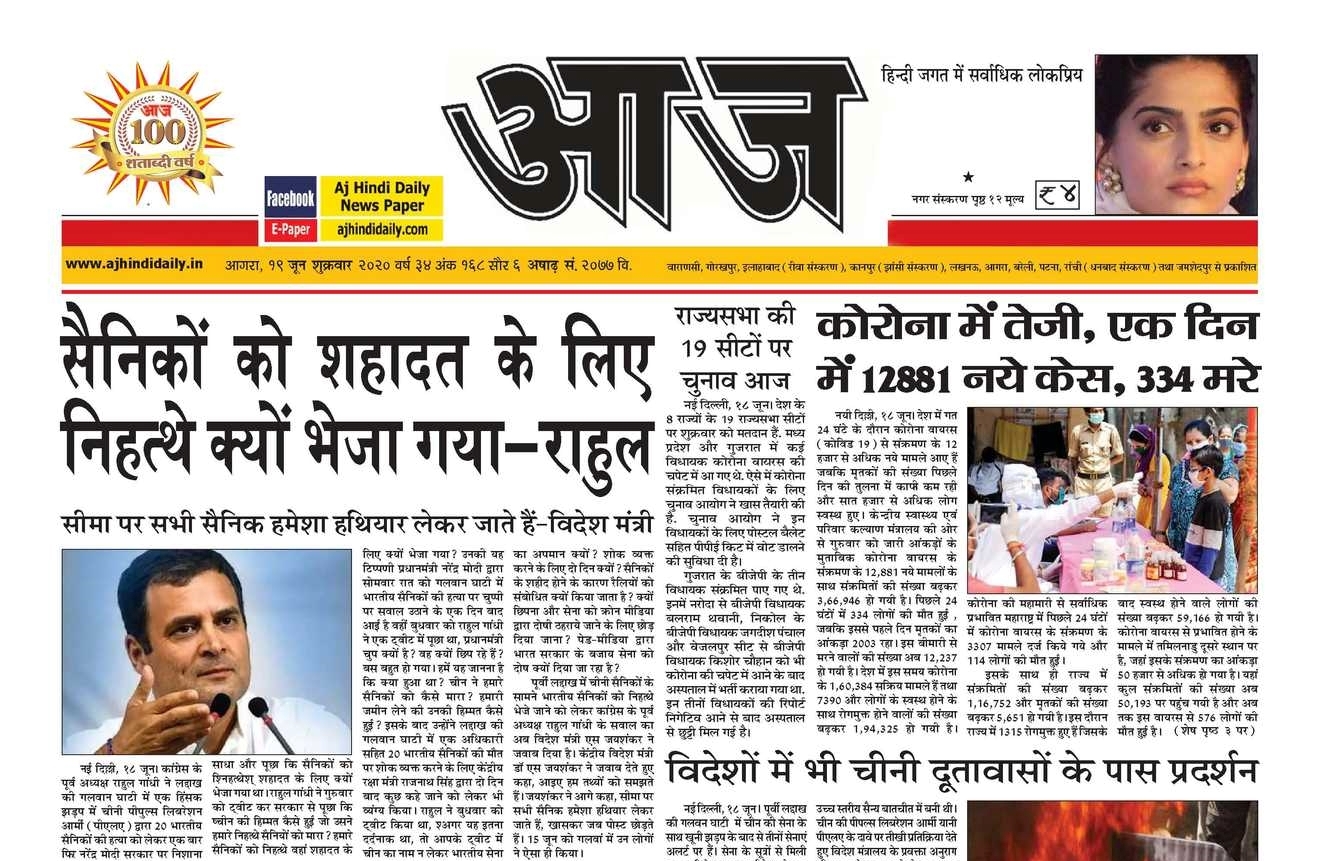 आज
100
शताब्दी वर्ष
Facebook
E-Paper
Aj Hindi Daily
News Paper
ajhindidaily.com
आज
हिन्दी जगत में सर्वाधिक लोकप्रिय
नगर संस्करण पृष्ठ १२ मूल्य
₹ ४
www.ajhindidaily.in
आगरा, १९ जून शुक्रवार २०२० वर्ष ३४ अंक १६८ सौर ६ अषाढ़ सं. २०७७ वि.
वाराणसी, गोरखपुर, इलाहाबाद ( रीवा संस्करण ), कानपुर ( झांसी संस्करण ), लखनऊ, आगरा, बरेली, पटना, रांची ( धनबाद संस्करण ) तथा जमशेदपुर से प्रकाशित
सैनिकों को शहादत के लिए
निहत्थे क्यों भेजा गया–राहुल
सीमा पर सभी सैनिक हमेशा हथियार लेकर जाते हैं–विदेश मंत्री
नई दिल्ली, १८ जून। कांग्रेस के
पूर्व अध्यक्ष राहुल गांधी ने लद्दाख
की गलवान घाटी में एक हिंसक
झड़प में चीनी पीपुल्स लिबरेशन
आर्मी (पीएलए) द्वारा 20 भारतीय
सैनिकों की हत्या को लेकर एक बार
फिर नरेंद्र मोदी सरकार पर निशाना
साधा और पूछा कि सैनिकों को
श्निहत्थेश् शहादत के लिए क्यों
भेजा गया था। राहुल गांधी ने गुरुवार
को ट्वीट कर सरकार से पूछा कि
ष्चीन की हिम्मत कैसे हुई जो उसने
हमारे निहत्थे सैनियों को मारा? हमारे
सैनिकों को निहत्थे वहां शहादत के
लिए क्यों भेजा गया? उनकी यह
टिप्पणी प्रधानमंत्री नरेंद्र मोदी द्वारा
सोमवार रात को गलवान घाटी में
भारतीय सैनिकों की हत्या पर चुप्पी
पर सवाल उठाने के एक दिन बाद
आई है वहीं बुधवार को राहुल गांधी
ने एक ट्वीट में पूछा था, प्रधानमंत्री
चुप क्यों है? वह क्यों छिप रहे हैं?
बस बहुत हो गया। हमें यह जानना है
कि क्या हुआ था? चीन ने हमारे
सैनिकों को कैसे मारा? हमारी
जमीन लेने की उनकी हिम्मत कैसे
हुई? इसके बाद उन्होंने लद्दाख की
गलवान घाटी में एक अधिकारी
सहित 20 भारतीय सैनिकों की मौत
पर शोक व्यक्त करने के लिए केंद्रीय
रक्षा मंत्री राजनाथ सिंह द्वारा दो दिन
बाद कुछ कहे जाने को लेकर भी
व्यंग्य किया। राहुल ने बुधवार को
ट्वीट किया था, श्अगर यह इतना
दर्दनाक था, तो आपके ट्वीट में
चीन का नाम न लेकर भारतीय सेना
का अपमान क्यों? शोक व्यक्त
करने के लिए दो दिन क्यों? सैनिकों
के शहीद होने के कारण रैलियों को
संबोधित क्यों किया जाता है? क्यों
छिपना और सेना को क्रोन मीडिया
द्वारा दोषी ठहराये जाने के लिए छोड़
दिया जाना? पेड-मीडिया द्वारा
भारत सरकार के बजाय सेना को
दोष क्यों दिया जा रहा है?
पूर्वी लद्दाख में चीनी सैनिकों के
सामने भारतीय सैनिकों को निहत्थे
भेजे जाने को लेकर कांग्रेस के पूर्व
अध्यक्ष राहुल गांधी के सवाल का
अब विदेश मंत्री एस जयशंकर ने
जवाब दिया है। केंद्रीय विदेश मंत्री
डॉ एस जयशंकर ने जवाब देते हुए
कहा, आइए हम तथ्यों को समझते
हैं। जयशंकर ने आगे कहा, सीमा पर
सभी सैनिक हमेशा हथियार लेकर
जाते हैं, खासकर जब पोस्ट छोड़ते
हैं। 15 जून को गलवां में उन लोगों
ने ऐसा ही किया।
राज्यसभा की
19 सीटों पर
चुनाव आज
नई दिल्ली, १८ जून। देश के
8 राज्यों के 19 राज्यसभा सीटों
पर शुक्रवार को मतदान हैं. मध्य
प्रदेश और गुजरात में कई
विधायक कोरोना वायरस की
चपेट में आ गए थे. ऐसे में कोरोना
संक्रमित विधायकों के लिए
चुनाव आयोग ने खास तैयारी की
है. चुनाव आयोग ने इन
विधायकों के लिए पोस्टल बैलेट
सहित पीपीई किट में वोट डालने
की सुविधा दी है।
गुजरात के बीजेपी के तीन
विधायक संक्रमित पाए गए थे.
इनमें नरोदा से बीजेपी विधायक
बलराम थवानी, निकोल के
बीजेपी विधायक जगदीश पंचाल
और वेजलपुर सीट से बीजेपी
विधायक किशोर चौहान को भी
कोरोना की चपेट में आने के बाद
अस्पताल में भर्ती कराया गया था.
इन तीनों विधायकों की रिपोर्ट
निगेटिव आने से बाद अस्पताल
से छुट्टी मिल गई है।
कोरोना में तेजी, एक दिन
में 12881 नये केस, 334 मरे
नयी दिल्ली, १८ जून। देश में गत
24 घंटे के दौरान कोरोना वायरस
( कोविड 19 ) से संक्रमण के 12
हजार से अधिक नये मामले आए हैं
जबकि मृतकों की संख्या पिछले
दिन की तुलना में काफी कम रही
और सात हजार से अधिक लोग
स्वस्थ हुए। केन्द्रीय स्वास्थ्य एवं
परिवार कल्याण मंत्रालय की ओर
से गुरुवार को जारी आंकड़ों के
मुताबिक कोरोना वायरस के
संक्रमण के 12,881 नये मामलों के
साथ संक्रमितों की संख्या बढ़कर
3,66,946 हो गयी है। पिछले 24
घंटों में 334 लोगों की मौत हुई ,
जबकि इससे पहले दिन मृतकों का
आंकड़ा 2003 रहा। इस बीमारी से
मरने वालों की संख्या अब 12,237
हो गयी है। देश में इस समय कोरोना
के 1,60,384 सक्रिय मामले हैं तथा
7390 और लोगों के स्वस्थ होने के
साथ रोगमुक्त होने वालों की संख्या
बढ़कर 1,94,325 हो गयी है।
कोरोना की महामारी से सर्वाधिक
प्रभावित महाराष्ट्र में पिछले 24 घंटों
में कोरोना वायरस के संक्रमण के
3307 मामले दर्ज किये गये और
114 लोगों की मौत हुई।
इसके साथ ही राज्य में
संक्रमितों की संख्या बढ़कर
1,16,752 और मृतकों की संख्या
बढ़कर 5,651 हो गयी है। इस दौरान
राज्य में 1315 रोगमुक्त हुए हैं जिसके
बाद स्वस्थ होने वाले लोगों की
संख्या बढ़कर 59,166 हो गयी है।
कोरोना वायरस से प्रभावित होने के
मामले में तमिलनाडु दूसरे स्थान पर
है, जहां इसके संक्रमण का आंकड़ा
50 हजार से अधिक हो गया है। वहां
कुल संक्रमितों की संख्या अब
50,193 पर पहुंच गयी है और अब
तक इस वायरस से 576 लोगों की
मौत हुई है। ( शेष पृष्ठ ३ पर )
विदेशों में भी चीनी दूतावासों के पास प्रदर्शन
नई दिल्ली, १८ जून। पूर्वी लद्दाख
की गलवान घाटी में चीन की सेना के
साथ खूनी झड़प के बाद से तीनों सेनाएं
अलर्ट पर हैं। सेना के सूत्रों से मिली
उच्च स्तरीय सैन्य बातचीत में बनी थी।
चीन की पीपल्स लिबरेशन आर्मी यानी
पीएलए के दावे पर तीखी प्रतिक्रिया देते
हुए विदेश मंत्रालय के प्रवक्ता अनुराग